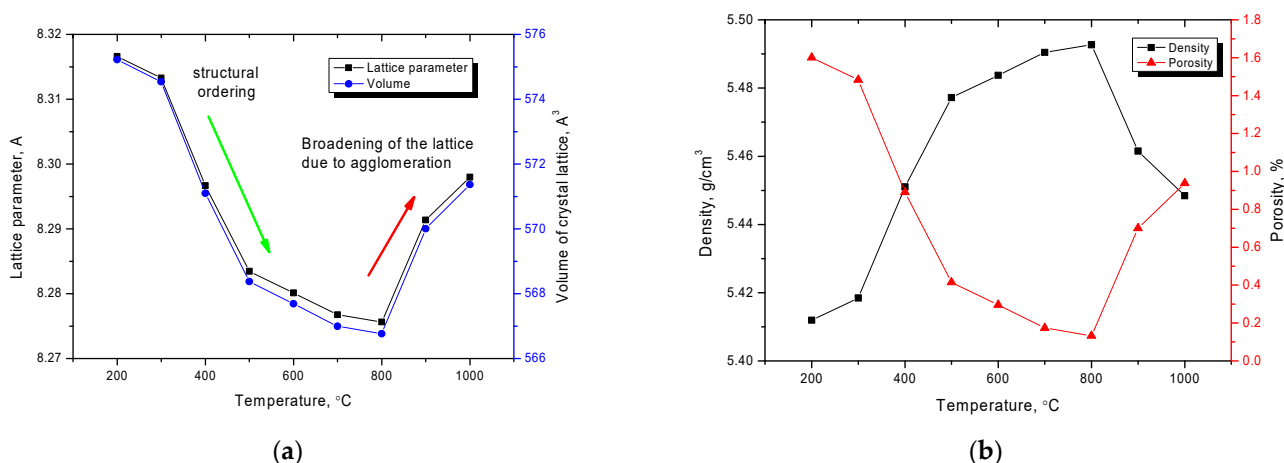 8.32
8.31
8.30
8.29
8.28
8.27
Lattice parameter, A
576
574
572
570
568
566
Volume of crystal lattice, A³
structural
ordering
Lattice parameter
Volume
Broadening of the lattice
due to agglomeration
200 400 600 800 1000
Temperature, °C
(a)
5.50
5.48
5.46
5.44
5.42
5.40
Density, g/cm³
1.8
1.6
1.4
1.2
1.0
0.8
0.6
0.4
0.2
0.0
Porosity, %
Density
Porosity
200 400 600 800 1000
Temperature, °C
(b)